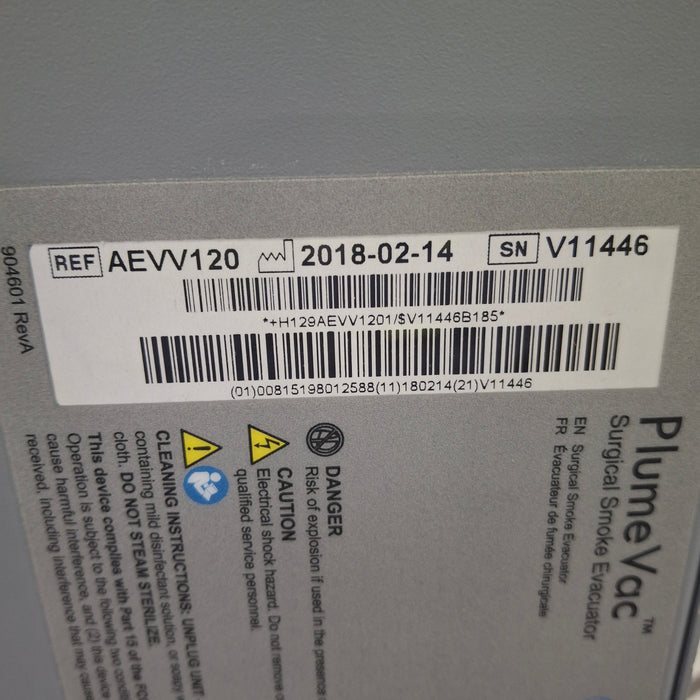 REF AEVV120 2018-02-14 SN V11446
*+H129AEVV1201/$V11446B185*
(01)00815198012588(11)180214(21)V11446
904601 RevA
PlumeVac™
Surgical Smoke Evacuator
EN Surgical Smoke Evacuator
FR Évacuateur de fumée chirurgicale
DANGER
Risk of explosion if used in the presence
CAUTION
Electrical shock hazard. Do not remove
qualified service personnel.
CLEANING INSTRUCTIONS: UNPLUG UNIT
containing mild disinfectant solution, or soapy
cloth. DO NOT STEAM STERILIZE.
This device complies with Part 15 of the FC
Operation is subject to the following two
cause harmful interference, and (2) this device
received, including interference that may